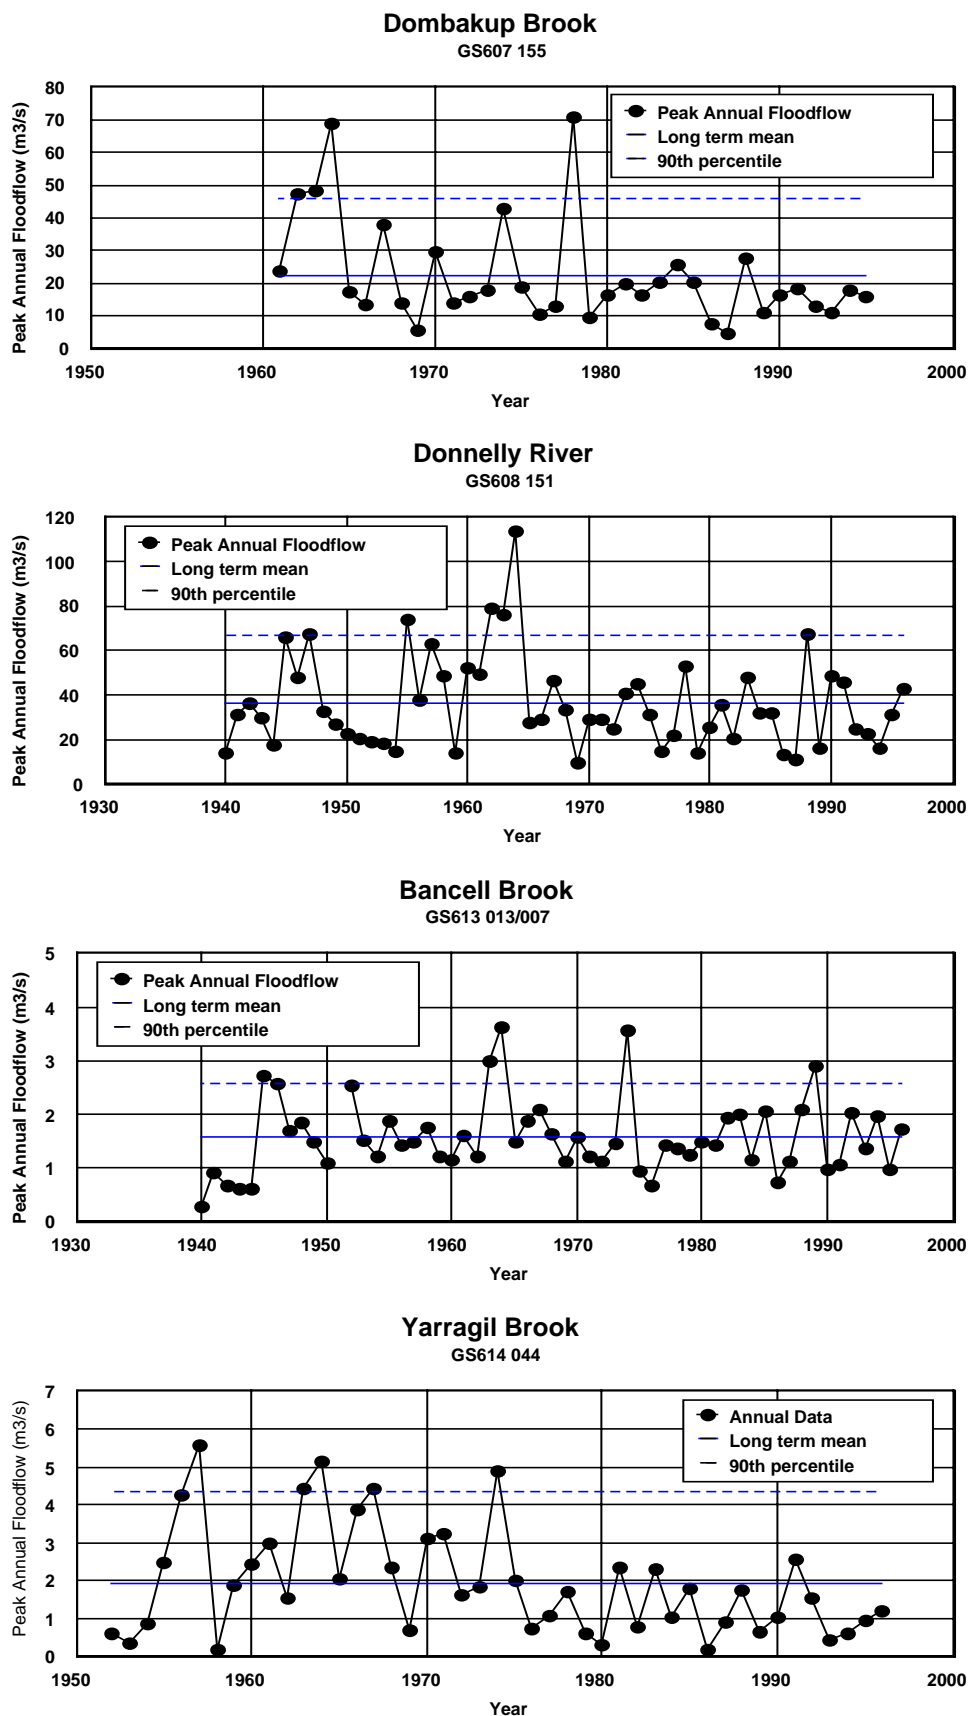 Dombakup Brook
GS607 155
Peak Annual Floodflow (m3/s)
80
70
60
50
40
30
20
10
0
Peak Annual Floodflow
Long term mean
90th percentile
1950 1960 1970 1980 1990 2000
Year
Donnelly River
GS608 151
Peak Annual Floodflow (m3/s)
120
100
80
60
40
20
0
Peak Annual Floodflow
Long term mean
90th percentile
1930 1940 1950 1960 1970 1980 1990 2000
Year
Bancell Brook
GS613 013/007
Peak Annual Floodflow (m3/s)
5
4
3
2
1
0
Peak Annual Floodflow
Long term mean
90th percentile
1930 1940 1950 1960 1970 1980 1990 2000
Year
Yarragil Brook
GS614 044
Peak Annual Floodflow (m3/s)
7
6
5
4
3
2
1
0
Annual Data
Long term mean
90th percentile
1950 1960 1970 1980 1990 2000
Year